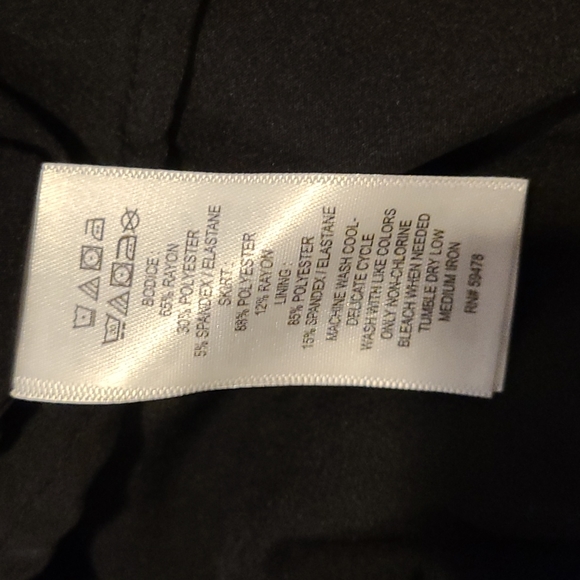 BODICE
65% RAYON
30% POLYESTER
5% SPANDEX / ELASTANE
SKIRT :
88% POLYESTER
12% RAYON
LINING :
85% POLYESTER
15% SPANDEX / ELASTANE
MACHINE WASH COOL-
DELICATE CYCLE
WASH WITH LIKE COLORS
ONLY NON-CHLORINE
BLEACH WHEN NEEDED
TUMBLE DRY LOW
MEDIUM IRON
RN# 59478